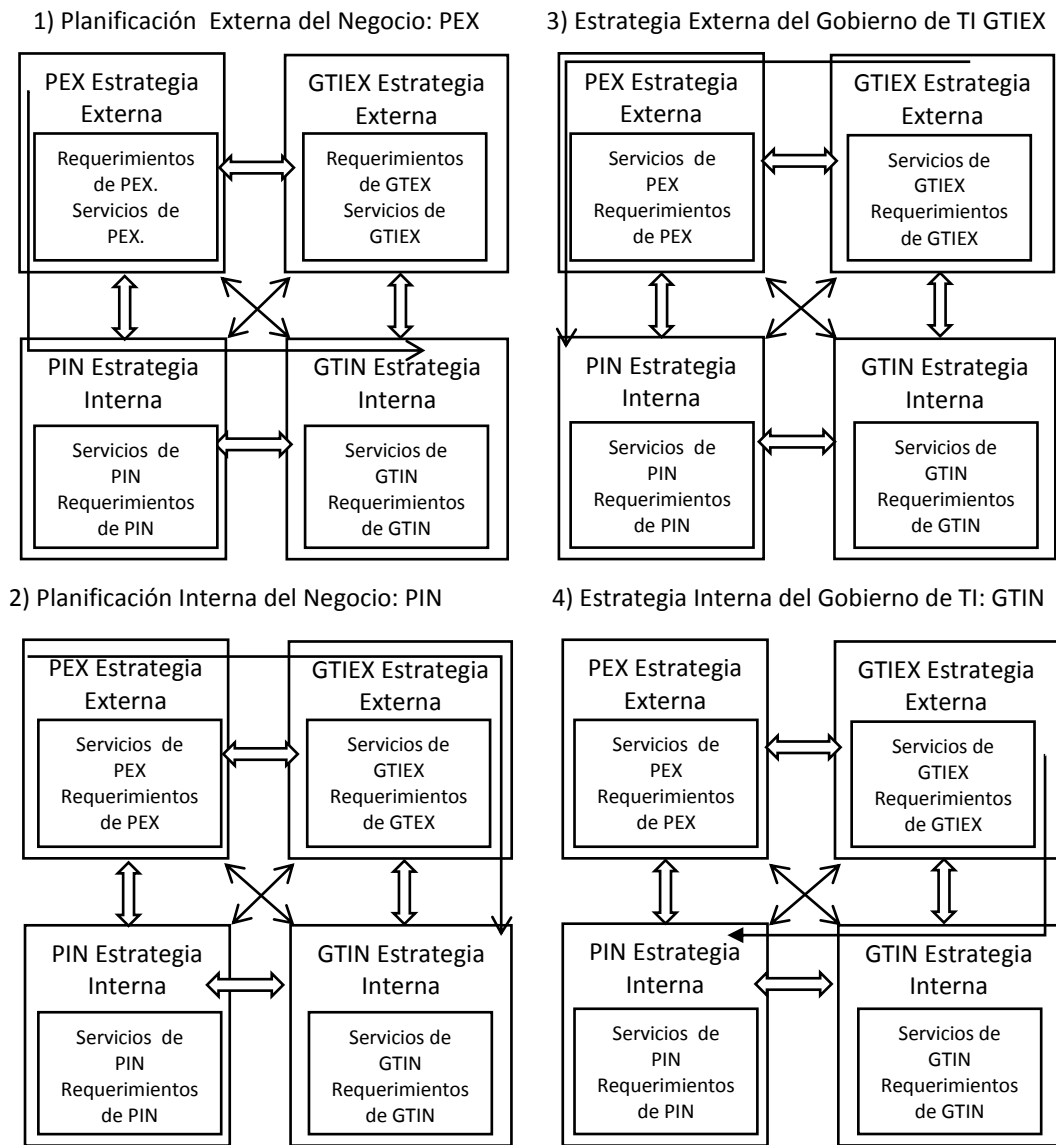 1) Planificación Externa del Negocio: PEX
PEX Estrategia
Externa
Requerimientos
de PEX.
Servicios de
PEX.
GTIEX Estrategia
Externa
Requerimientos
de GTEX
Servicios de
GTIEX
PIN Estrategia
Interna
Servicios de
PIN
Requerimientos
de PIN
GTIN Estrategia
Interna
Servicios de
GTIN
Requerimientos
de GTIN
3) Estrategia Externa del Gobierno de TI GTIEX
PEX Estrategia
Externa
Servicios de
PEX
Requerimientos
de PEX
GTIEX Estrategia
Externa
Servicios de
GTIEX
Requerimientos
de GTIEX
PIN Estrategia
Interna
Servicios de
PIN
Requerimientos
de PIN
GTIN Estrategia
Interna
Servicios de
GTIN
Requerimientos
de GTIN
2) Planificación Interna del Negocio: PIN
PEX Estrategia
Externa
Servicios de
PEX
Requerimientos
de PEX
GTIEX Estrategia
Externa
Servicios de
GTIEX
Requerimientos
de GTEX
PIN Estrategia
Interna
Servicios de
PIN
Requerimientos
de PIN
GTIN Estrategia
Interna
Servicios de
GTIN
Requerimientos
de GTIN
4) Estrategia Interna del Gobierno de TI: GTIN
PEX Estrategia
Externa
Servicios de
PEX
Requerimientos
de PEX
GTIEX Estrategia
Externa
Servicios de
GTIEX
Requerimientos
de GTIEX
PIN Estrategia
Interna
Servicios de
PIN
Requerimientos
de PIN
GTIN Estrategia
Interna
Servicios de
GTIN
Requerimientos
de GTIN